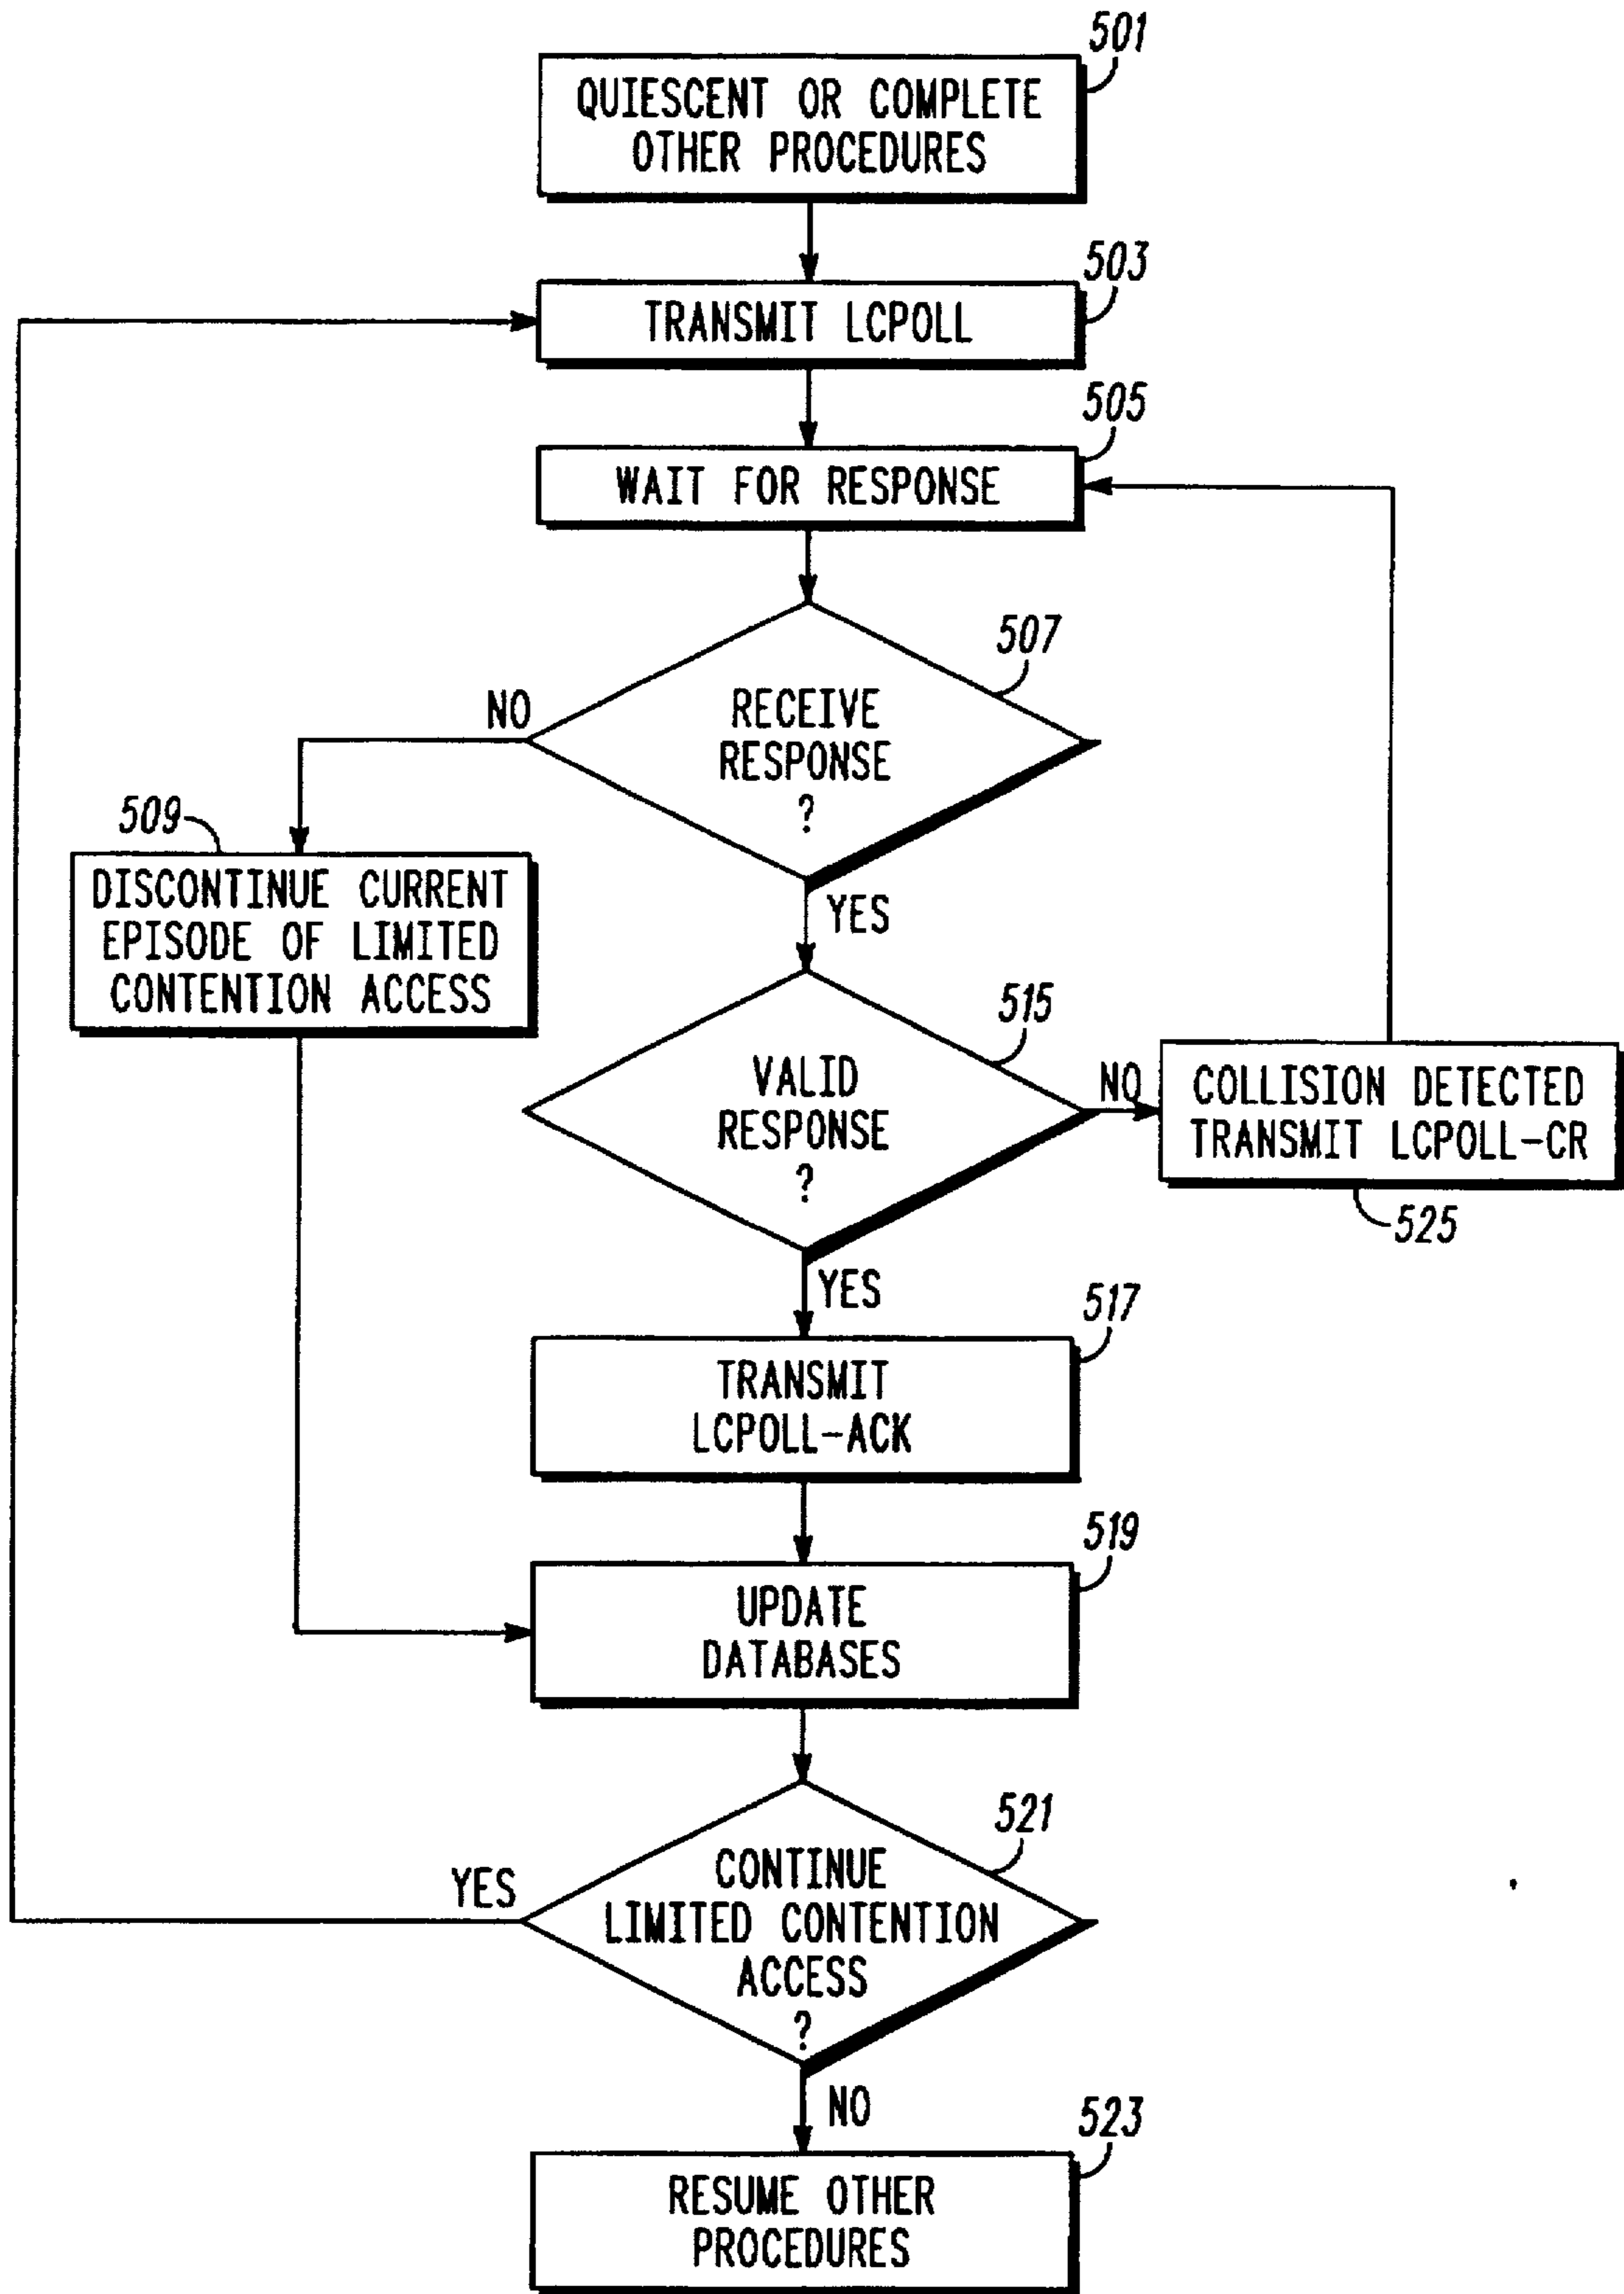 501
QUIESCENT OR COMPLETE
OTHER PROCEDURES
503
TRANSMIT LCPOLL
505
WAIT FOR RESPONSE
507
RECEIVE
RESPONSE
?
NO
YES
509
DISCONTINUE CURRENT
EPISODE OF LIMITED
CONTENTION ACCESS
515
VALID
RESPONSE
?
NO
YES
COLLISION DETECTED
TRANSMIT LCPOLL-CR
525
517
TRANSMIT
LCPOLL-ACK
519
UPDATE
DATABASES
521
CONTINUE
LIMITED CONTENTION
ACCESS
?
YES
NO
523
RESUME OTHER
PROCEDURES